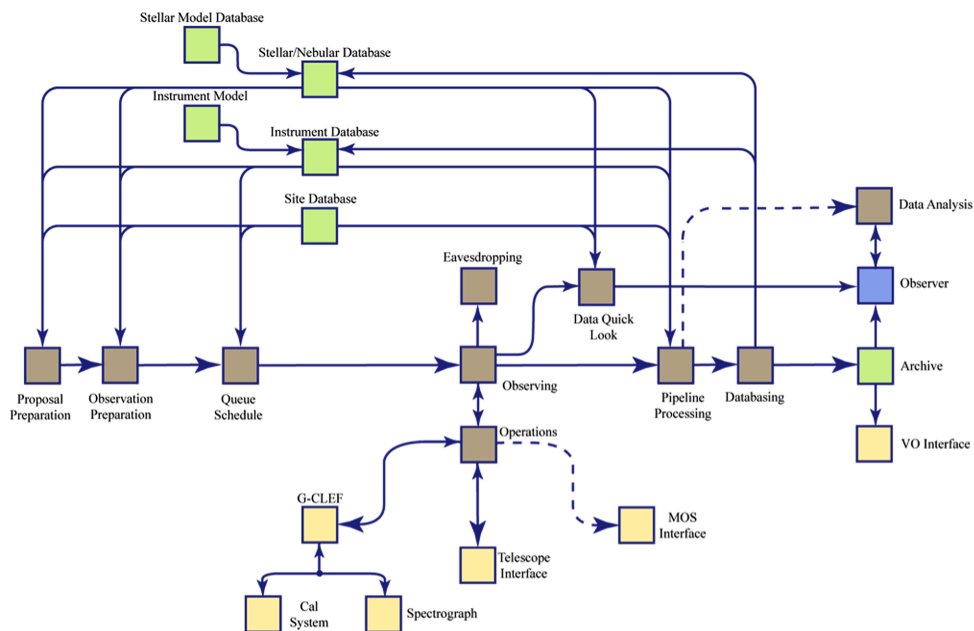 Stellar Model Database
Stellar/Nebular Database
Instrument Model
Instrument Database
Site Database
Data Analysis
Eavesdropping
Observer
Data Quick
Look
Proposal
Preparation
Observation
Preparation
Queue
Schedule
Observing
Pipeline
Processing
Databasing
Archive
Operations
VO Interface
G-CLEF
MOS
Interface
Telescope
Interface
Cal
System
Spectrograph